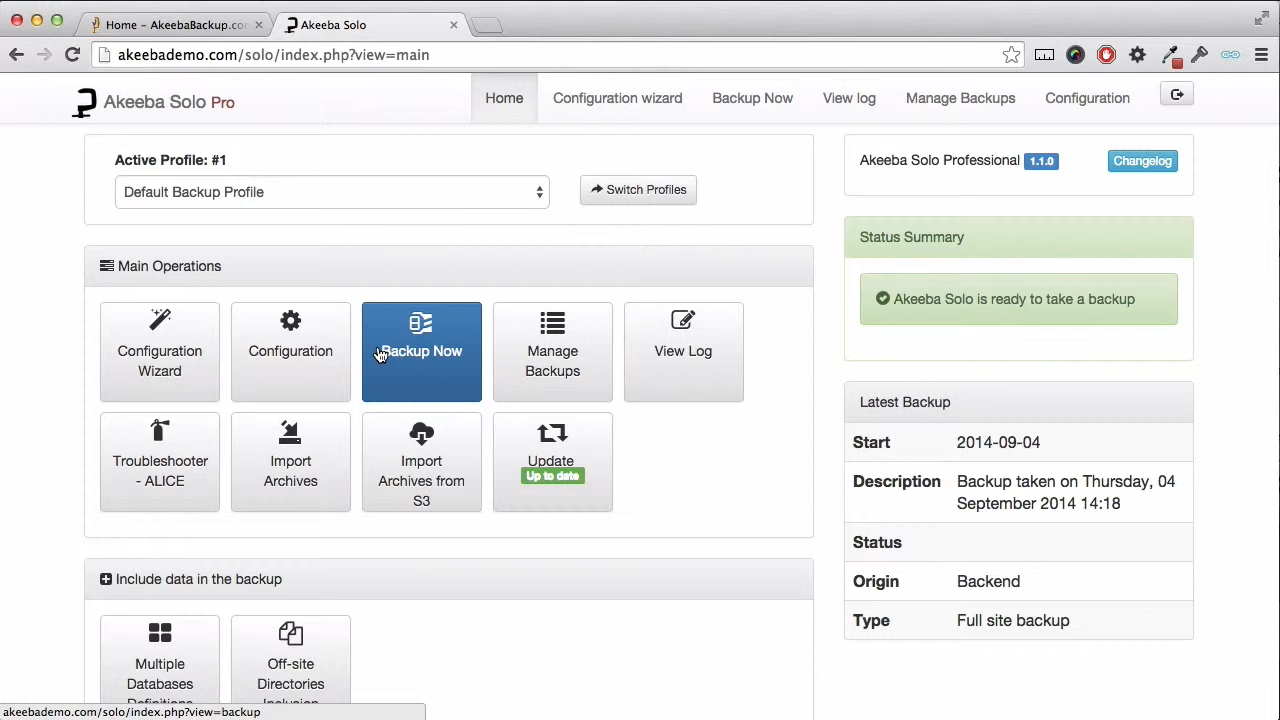 Home – AkeebaBackup.co
Akeeba Solo
akeebademo.com/solo/index.php?view=main
Akeeba Solo Pro
Home
Configuration wizard
Backup Now
View log
Manage Backups
Configuration
Active Profile: #1
Default Backup Profile
Switch Profiles
Akeeba Solo Professional 1.1.0
Changelog
Status Summary
Akeeba Solo is ready to take a backup
Main Operations
Configuration
Wizard
Configuration
Backup Now
Manage
Backups
View Log
Troubleshooter
- ALICE
Import
Archives
Import
Archives from
S3
Update
Up to date
Latest Backup
Start 2014-09-04
Description Backup taken on Thursday, 04
September 2014 14:18
Status
Origin Backend
Type Full site backup
Include data in the backup
Multiple
Databases
Definitions
Off-site
Directories
Inclusion
akeebademo.com/solo/index.php?view=backup